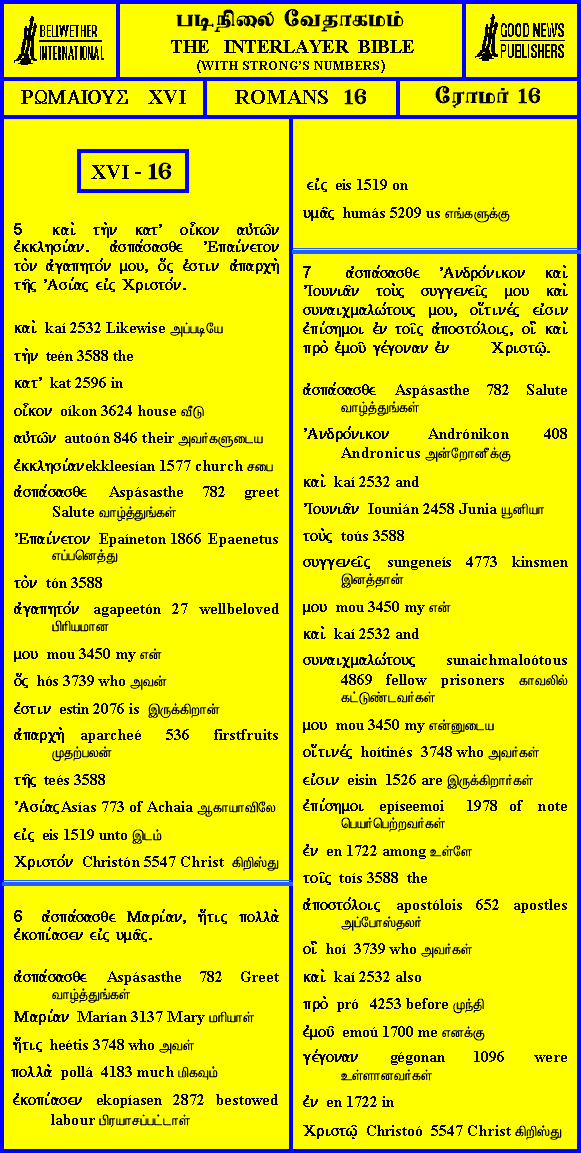 BELLWETHER
INTERNATIONAL
படிநிலை வேதாகமம்
THE INTERLAYER BIBLE
(WITH STRONG'S NUMBERS)
GOOD NEWS
PUBLISHERS
ΡΩΜΑΙΟΥΣ XVI
ROMANS 16
ரோமர் 16
XVI - 16
5 καὶ τὴν κατ’ οἶκον αὐτῶν
ἐκκλησίαν. ἀσπάσασθε Ἐπαίνετον
τὸν ἀγαπητόν μου, ὅς ἐστιν ἀπαρχὴ
τῆς Ἀσίας εἰς Χριστόν.
καὶ kaí 2532 Likewise அப்படியே
τὴν teén 3588 the
κατ’ kat 2596 in
οἶκον oíkon 3624 house வீடு
αὐτῶν autoón 846 their அவர்களுடைய
ἐκκλησίανekkleesían 1577 church சபை
ἀσπάσασθε Aspásasthe 782 greet
Salute வாழ்த்துங்கள்
Ἐπαίνετον Epaíneton 1866 Epaenetus
எப்பனெத்து
τὸν tón 3588
ἀγαπητόν agapeetón 27 wellbeloved
பிரியமான
μου mou 3450 my என்
ὅς hós 3739 who அவன்
ἐστιν estin 2076 is இருக்கிறான்
ἀπαρχὴ aparcheé 536 firstfruits
முதற்பலன்
τῆς teés 3588
Ἀσίας Asías 773 of Achaia ஆகாயாவிலே
εἰς eis 1519 unto இடம்
Χριστόν Christón 5547 Christ கிறிஸ்து
6 ἀσπάσασθε Μαρίαν, ἥτις πολλὰ
ἐκοπίασεν εἰς υμᾶς.
ἀσπάσασθε Aspásasthe 782 Greet
வாழ்த்துங்கள்
Μαρίαν Marían 3137 Mary மரியாள்
ἥτις heétis 3748 who அவள்
πολλὰ pollá 4183 much மிகவும்
ἐκοπίασεν ekopíasen 2872 bestowed
labour பிரயாசப்பட்டாள்
εἰς eis 1519 on
υμᾶς humás 5209 us எங்களுக்கு
7 ἀσπάσασθε Ἀνδρόνικον καὶ
Ἰουνιᾶν τοὺς συγγενεῖς μου καὶ
συναιχμαλώτους μου, οἵτινές εἰσιν
ἐπίσημοι ἐν τοῖς ἀποστόλοις, οἳ καὶ
πρὸ ἐμοῦ γέγοναν ἐν Χριστῷ.
ἀσπάσασθε Aspásasthe 782 Salute
வாழ்த்துங்கள்
Ἀνδρόνικον Andrónikon 408
Andronicus அன்றோனீக்கு
καὶ kaí 2532 and
Ἰουνιᾶν Iounián 2458 Junia யூனியா
τοὺς toús 3588
συγγενεῖς sungeneís 4773 kinsmen
இனத்தான்
μου mou 3450 my என்
καὶ kaí 2532 and
συναιχμαλώτους sunaichmaloótous
4869 fellow prisoners காவலில்
கட்டுண்டவர்கள்
μου mou 3450 my என்னுடைய
οἵτινές hoítinés 3748 who அவர்கள்
εἰσιν eisin 1526 are இருக்கிறார்கள்
ἐπίσημοι epíseemoi 1978 of note
பெயர்பெற்றவர்கள்
ἐν en 1722 among உள்ளே
τοῖς toís 3588 the
ἀποστόλοις apostólois 652 apostles
அப்போஸ்தலர்
οἳ hoí 3739 who அவர்கள்
καὶ kaí 2532 also
πρὸ pró 4253 before முந்தி
ἐμοῦ emoú 1700 me எனக்கு
γέγοναν gégonan 1096 were
உள்ளானவர்கள்
ἐν en 1722 in
Χριστῷ Christoó 5547 Christ கிறிஸ்து